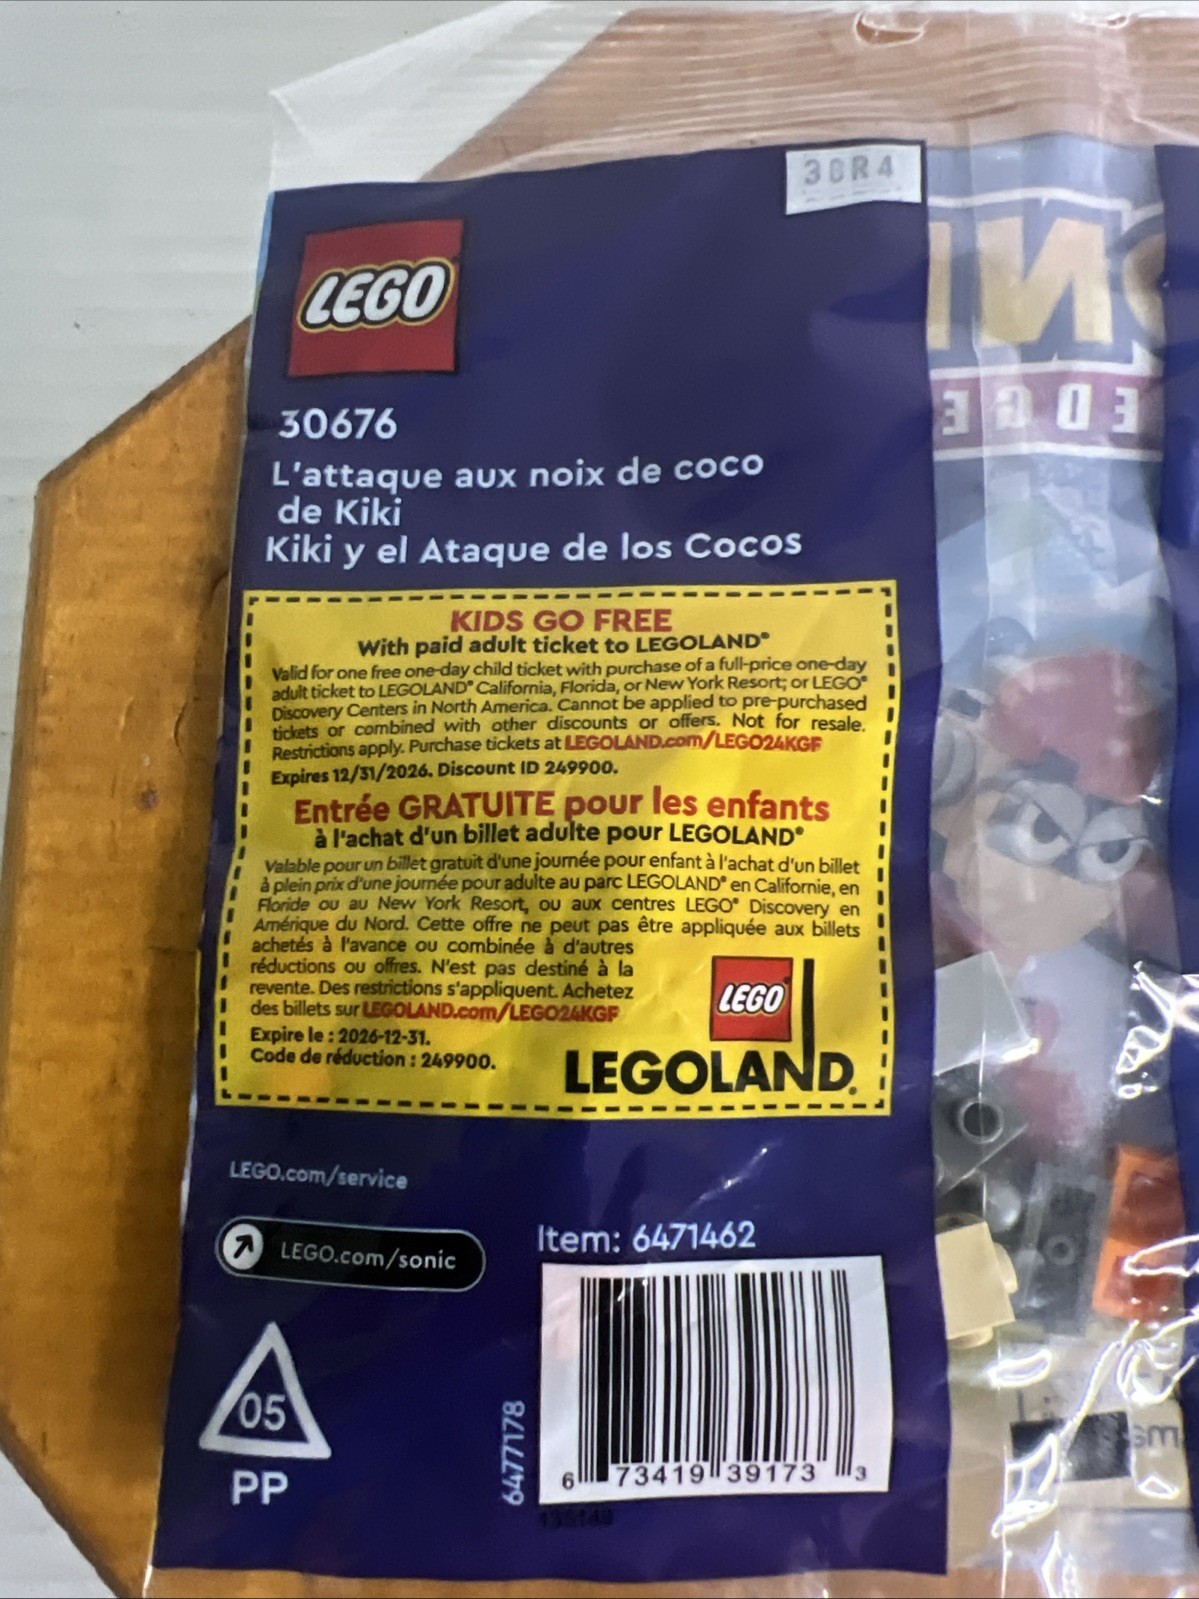 30R4
LEGO
30676
L'attaque aux noix de coco
de Kiki
Kiki y el Ataque de los Cocos
KIDS GO FREE
With paid adult ticket to LEGOLAND®
Valid for one free one-day child ticket with purchase of a full-price one-day
adult ticket to LEGOLAND® California, Florida, or New York Resort; or LEGO®
Discovery Centers in North America. Cannot be applied to pre-purchased
tickets or combined with other discounts or offers. Not for resale.
Restrictions apply. Purchase tickets at LEGOLAND.com/LEGO24KGF
Expires 12/31/2026. Discount ID 249900.
Entrée GRATUITE pour les enfants
à l'achat d'un billet adulte pour LEGOLAND®
Valable pour un billet gratuit d'une journée pour enfant à l'achat d'un billet
à plein prix d'une journée pour adulte au parc LEGOLAND® en Californie, en
Floride ou au New York Resort, ou aux centres LEGO® Discovery en
Amérique du Nord. Cette offre ne peut pas être appliquée aux billets
achetés à l'avance ou combinée à d'autres
réductions ou offres. N'est pas destiné à la
revente. Des restrictions s'appliquent. Achetez
des billets sur LEGOLAND.com/LEGO24KGF
Expire le : 2026-12-31.
Code de réduction : 249900.
LEGO
LEGOLAND®
LEGO.com/service
LEGO.com/sonic
Item: 6471462
05
PP
6477178
6 73419 39173 3